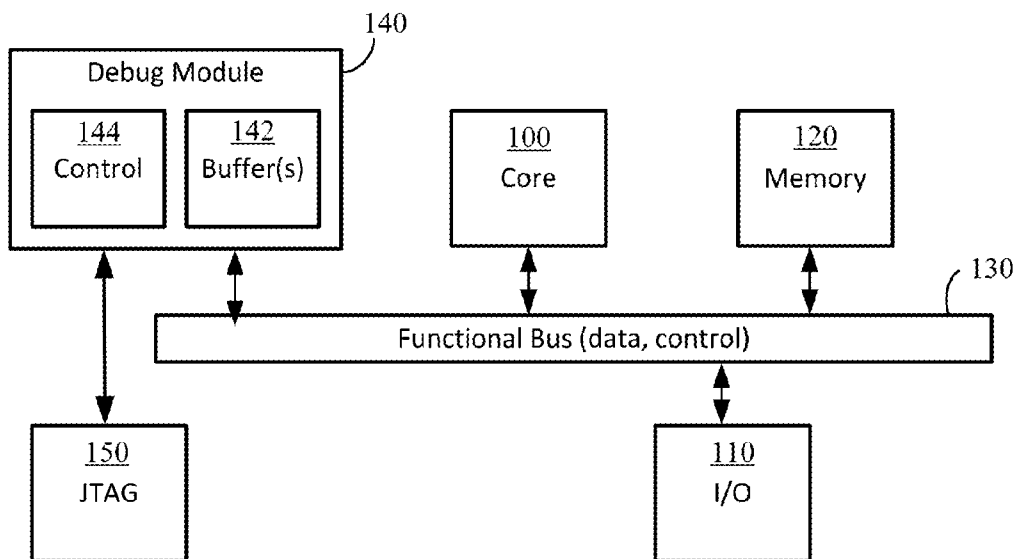 140
Debug Module
144
Control
142
Buffer(s)
100
Core
120
Memory
130
Functional Bus (data, control)
150
JTAG
110
I/O